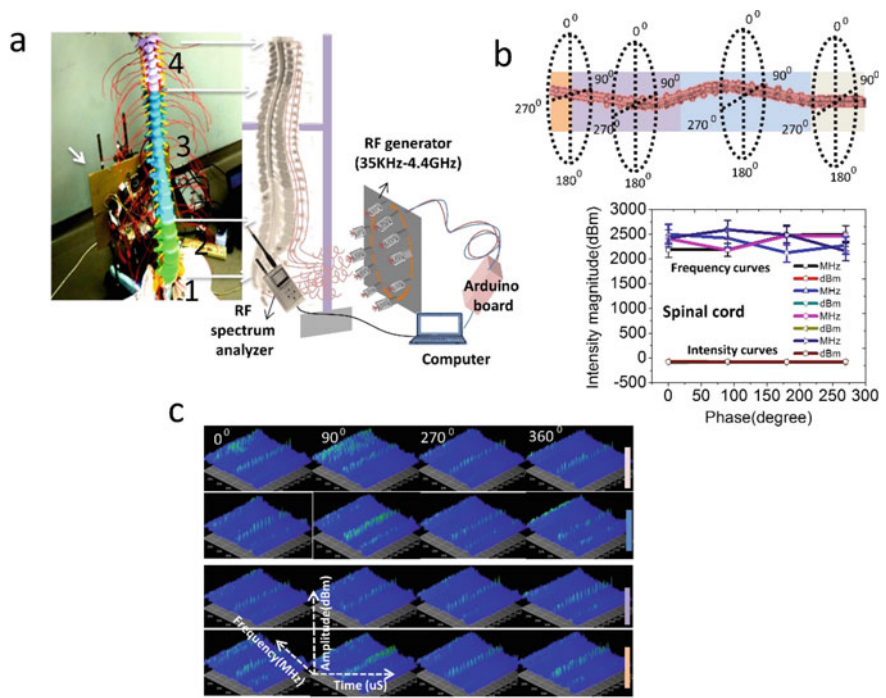 a
4
3
2
1
RF generator
(35KHz-4.4GHz)
RF
spectrum
analyzer
Arduino
board
Computer
b
0⁰ 0⁰ 0⁰ 0⁰
90⁰ 90⁰ 90⁰ 90⁰
270⁰ 270⁰ 270⁰ 270⁰
180⁰ 180⁰ 180⁰ 180⁰
Intensity magnitude(dBm)
3000
2500
2000
1500
1000
500
0
-500
Frequency curves
Spinal cord
Intensity curves
MHz
dBm
MHz
dBm
MHz
dBm
MHz
dBm
0 50 100 150 200 250 300
Phase(degree)
c
0⁰ 90⁰ 270⁰ 360⁰
Amplitude(dBm)
Frequency(MHz)
Time (uS)